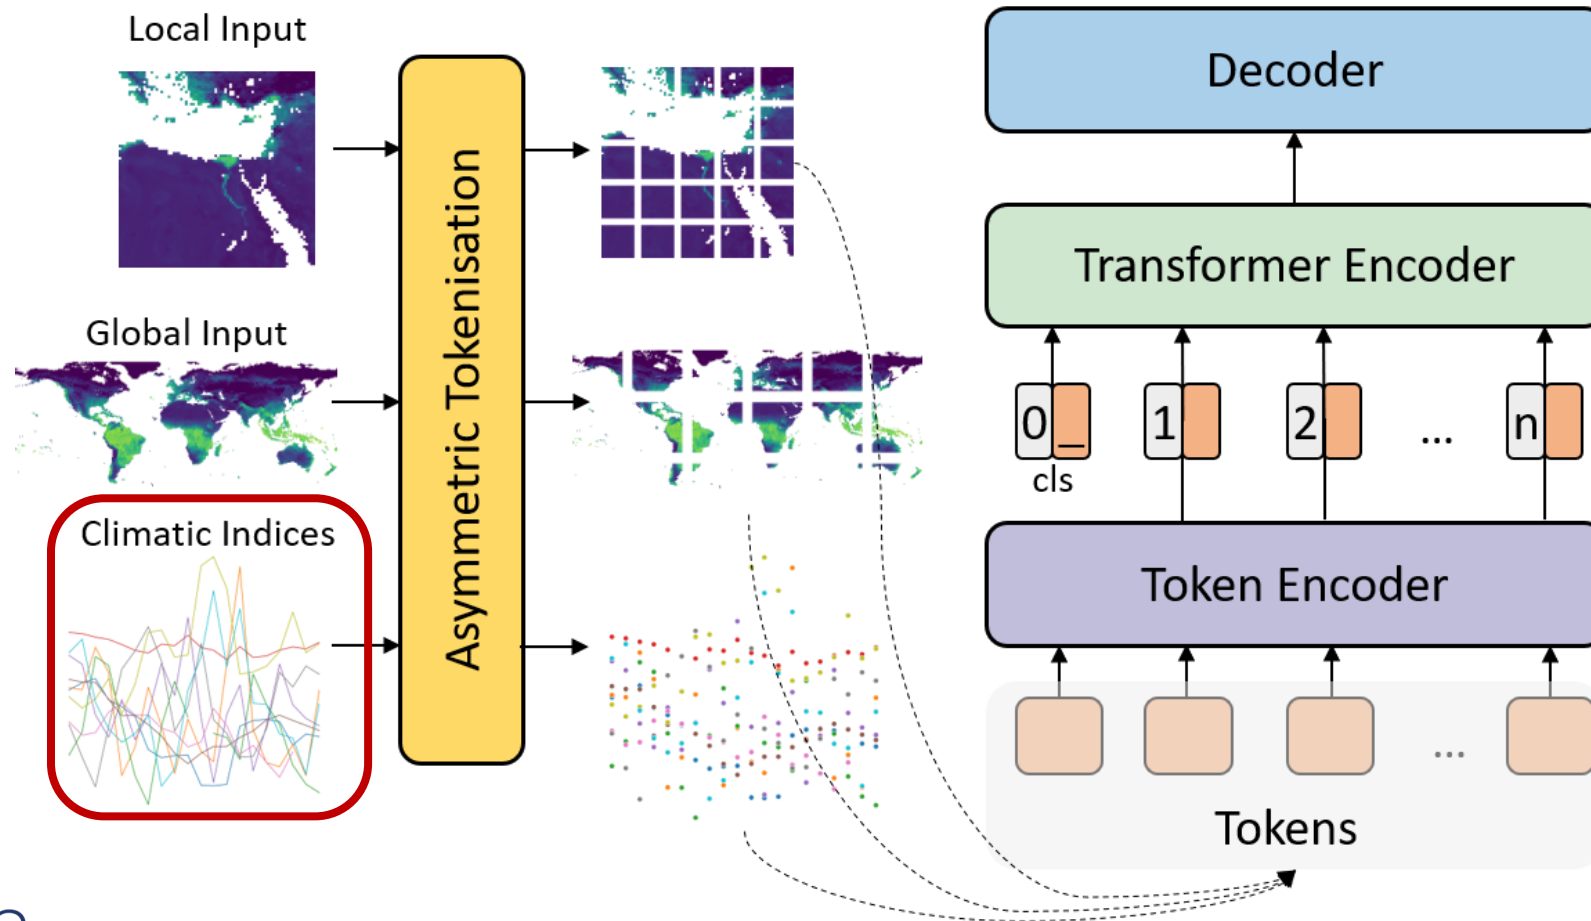 Local Input
Global Input
Climatic Indices
Asymmetric Tokenisation
Decoder
Transformer Encoder
0 _ 1 2 ... n
cls
Token Encoder
...
Tokens